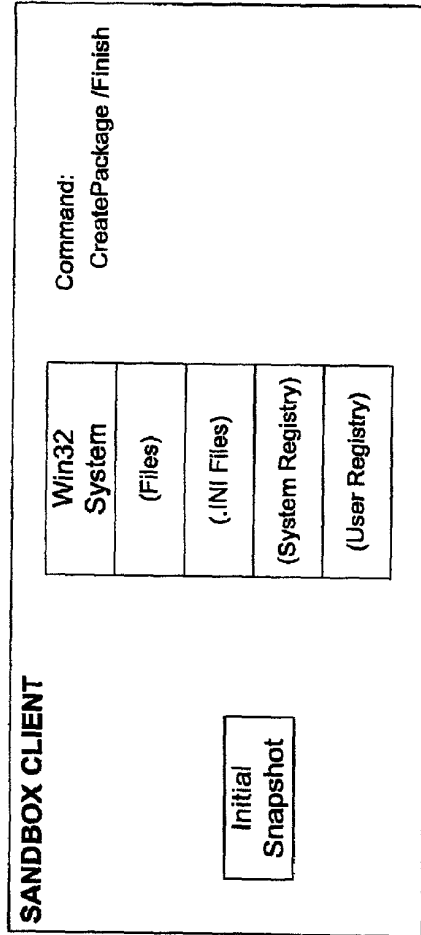 SANDBOX CLIENT
Initial
Snapshot
Win32
System
(Files)
(.INI Files)
(System Registry)
(User Registry)
Command:
CreatePackage /Finish